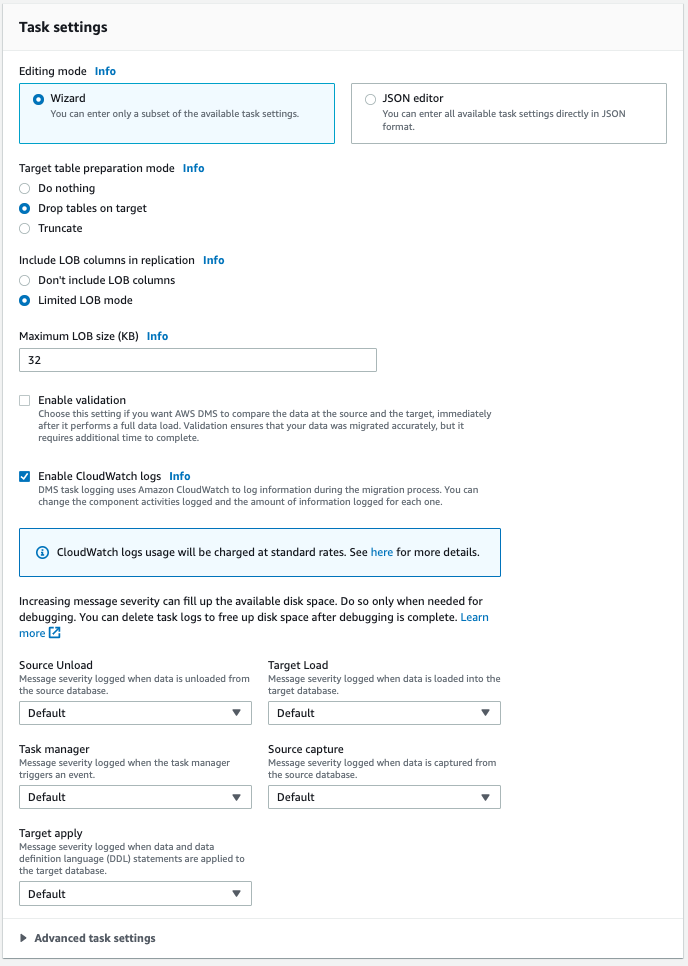 Task settings
Editing mode Info
Wizard
You can enter only a subset of the available task settings.
JSON editor
You can enter all available task settings directly in JSON
format.
Target table preparation mode Info
Do nothing
Drop tables on target
Truncate
Include LOB columns in replication Info
Don't include LOB columns
Limited LOB mode
Maximum LOB size (KB) Info
32
Enable validation
Choose this setting if you want AWS DMS to compare the data at the source and the target, immediately
after it performs a full data load. Validation ensures that your data was migrated accurately, but it
requires additional time to complete.
Enable CloudWatch logs Info
DMS task logging uses Amazon CloudWatch to log information during the migration process. You can
change the component activities logged and the amount of information logged for each one.
CloudWatch logs usage will be charged at standard rates. See here for more details.
Increasing message severity can fill up the available disk space. Do so only when needed for
debugging. You can delete task logs to free up disk space after debugging is complete. Learn
more
Source Unload
Message severity logged when data is unloaded from
the source database.
Default
Target Load
Message severity logged when data is loaded into the
target database.
Default
Task manager
Message severity logged when the task manager
triggers an event.
Default
Source capture
Message severity logged when data is captured from
the source database.
Default
Target apply
Message severity logged when data and data
definition language (DDL) statements are applied to
the target database.
Default
Advanced task settings